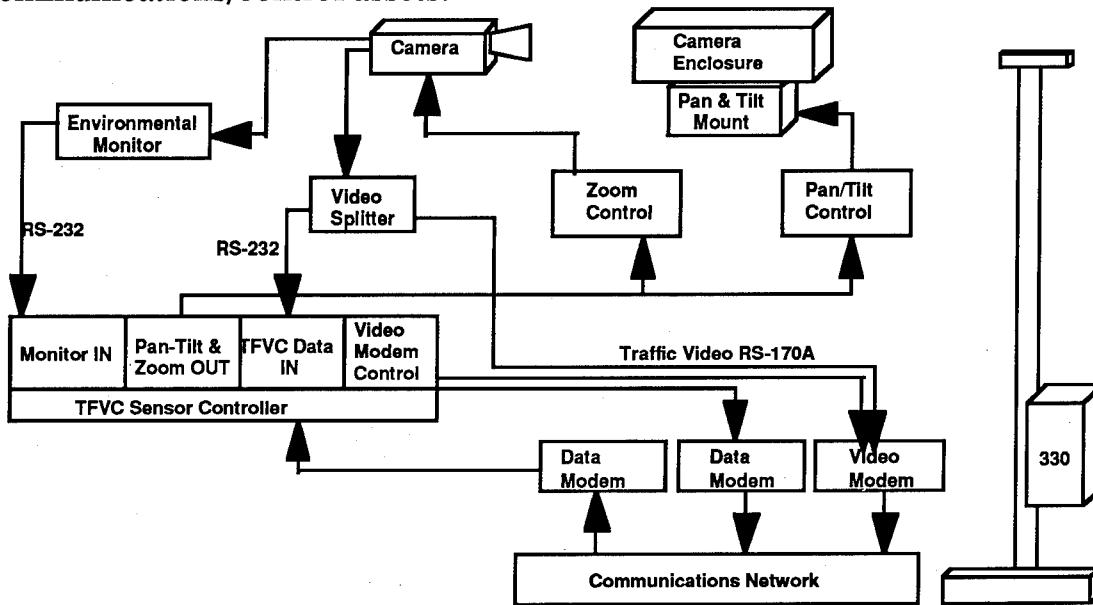 Camera
Camera
Enclosure
Pan & Tilt
Mount
Environmental
Monitor
Video
Splitter
Zoom
Control
Pan/Tilt
Control
RS-232
RS-232
Monitor IN
Pan-Tilt &
Zoom OUT
TFVC Data
IN
Video
Modem
Control
Traffic Video RS-170A
TFVC Sensor Controller
Data
Modem
Data
Modem
Video
Modem
330
Communications Network